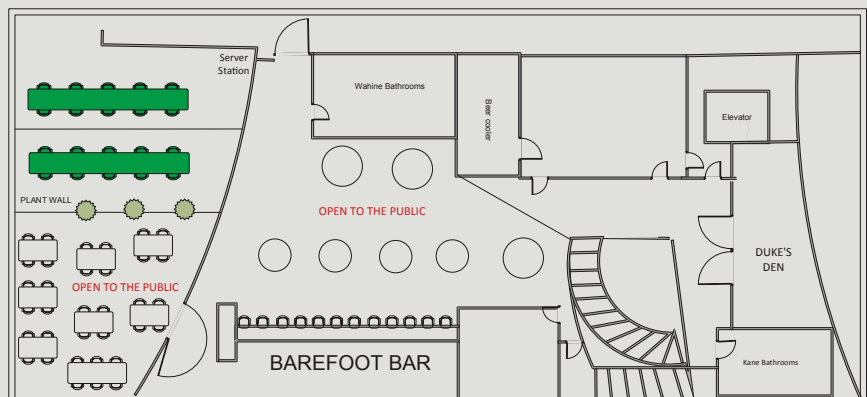 Server
Station
Wahine Bathrooms
Beer cooler
Elevator
PLANT WALL
OPEN TO THE PUBLIC
DUKE'S
DEN
OPEN TO THE PUBLIC
BAREFOOT BAR
Kane Bathrooms